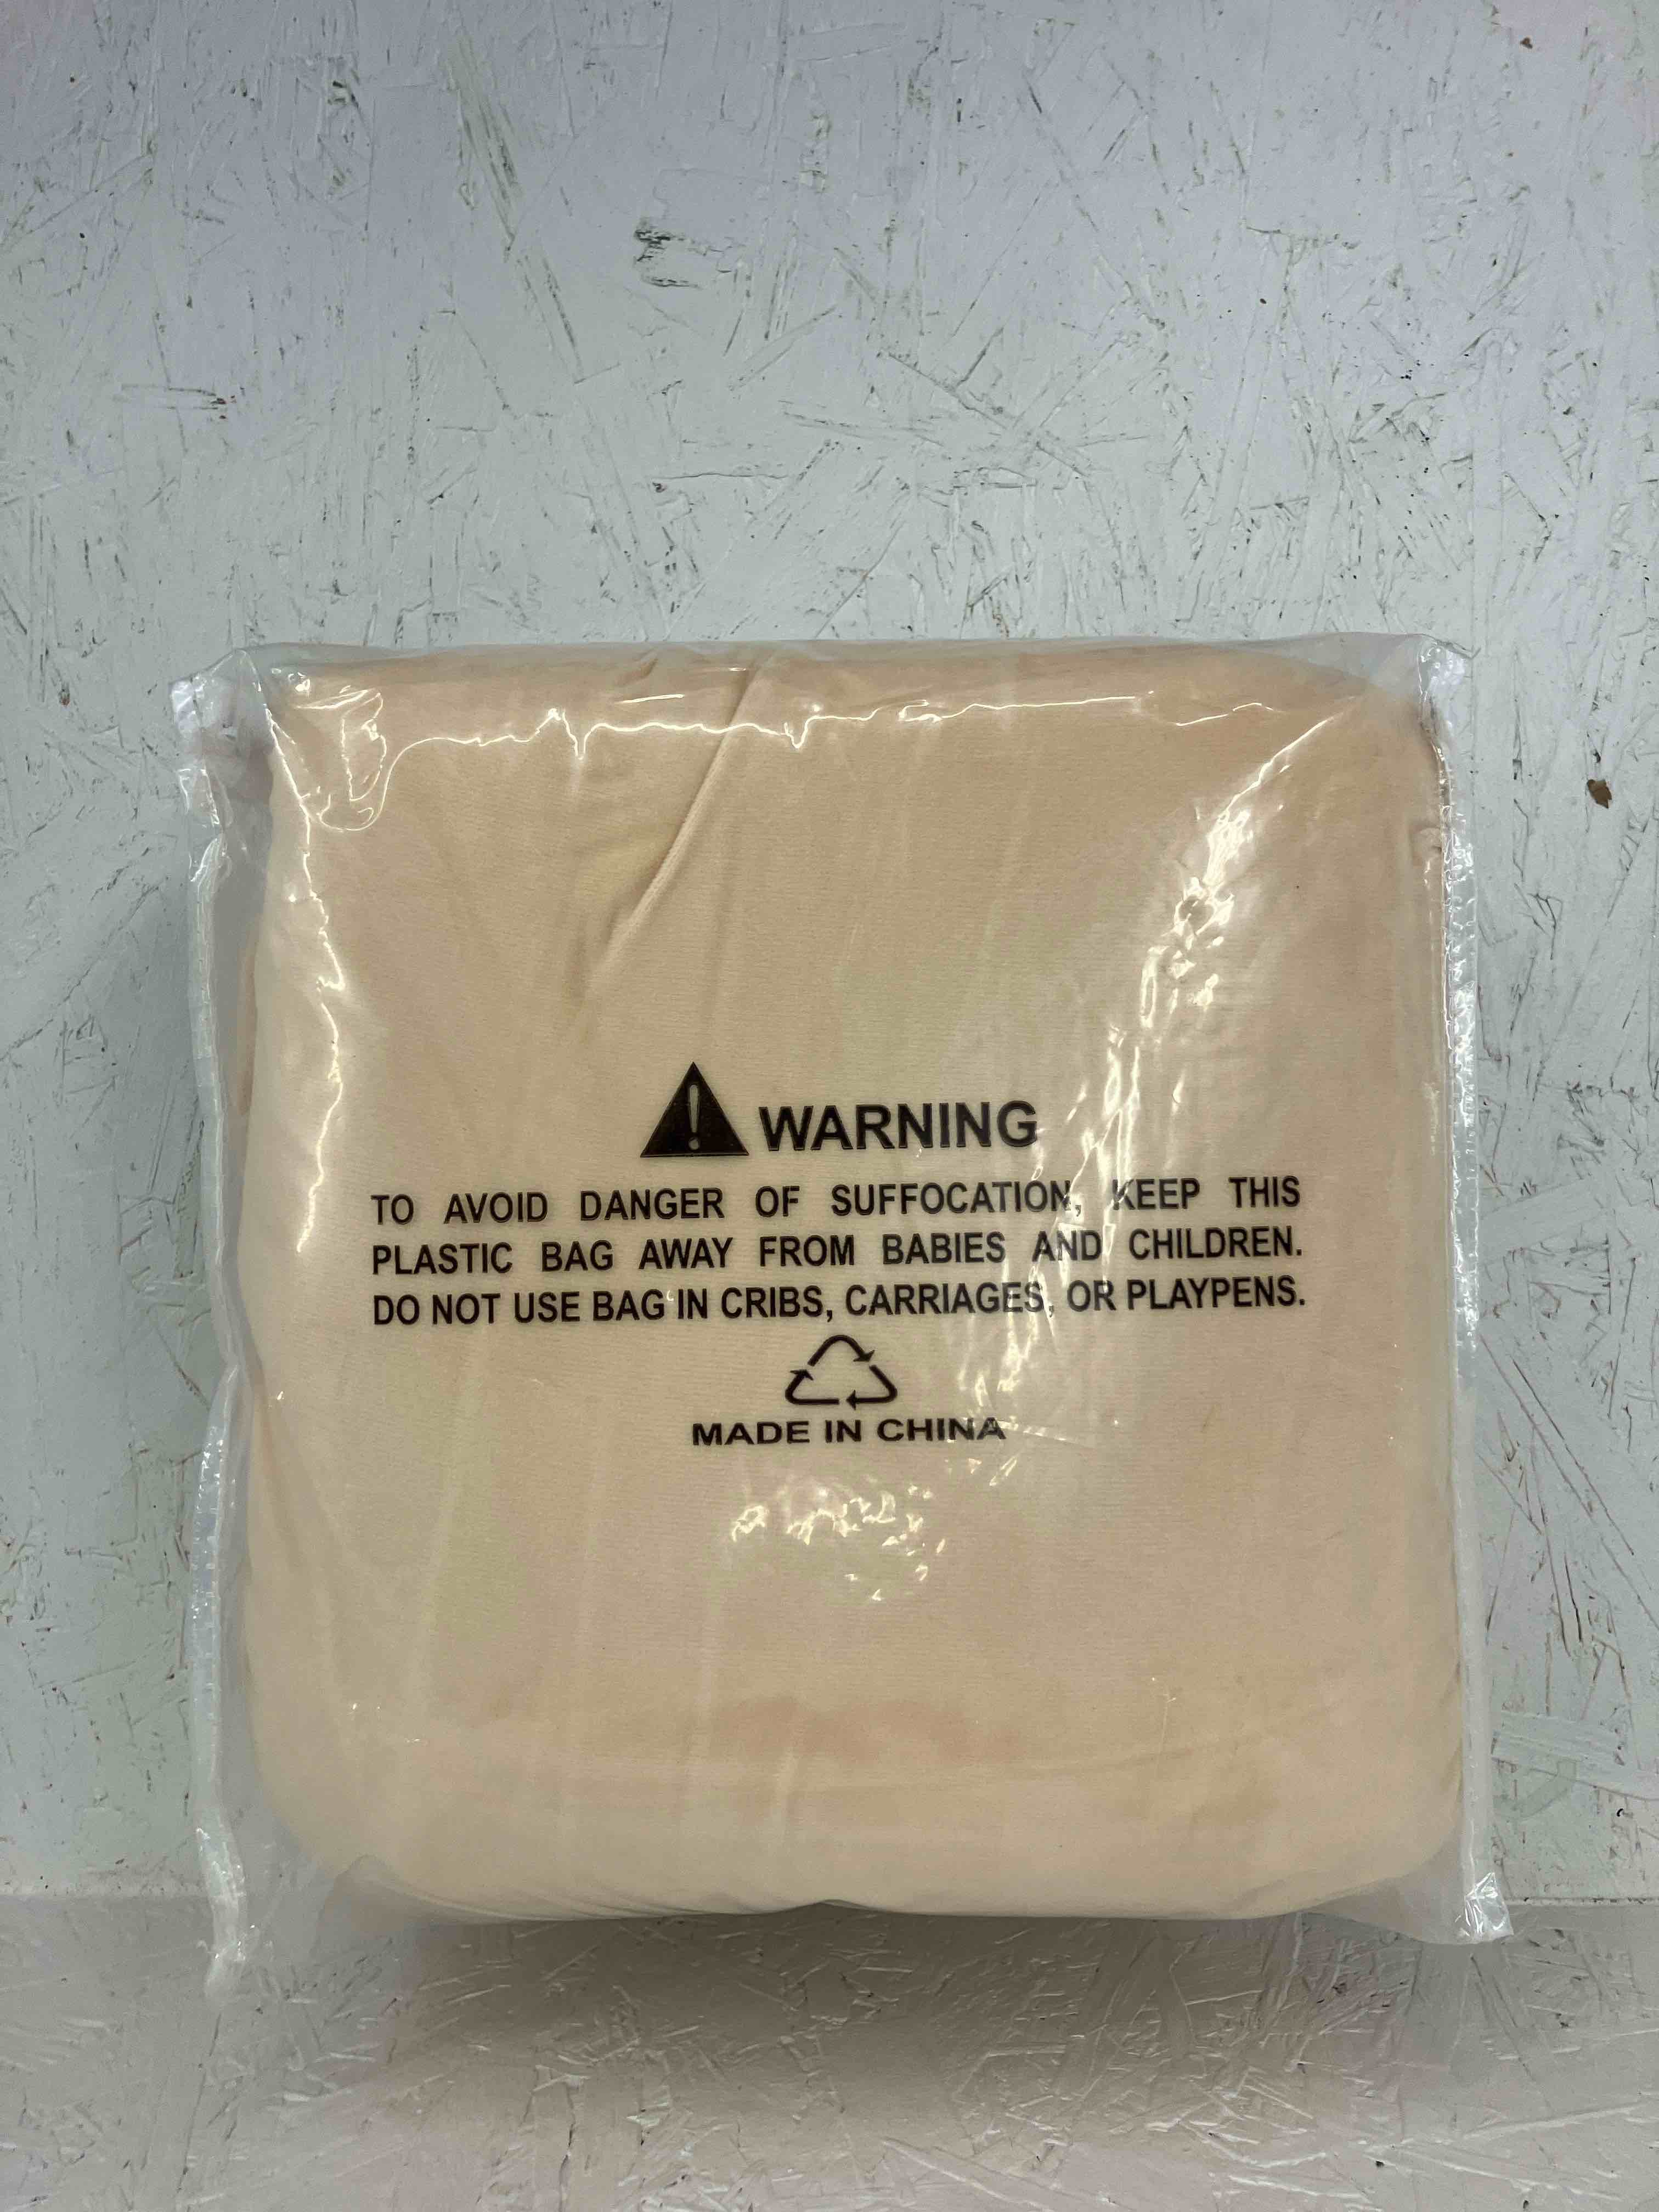 WARNING
TO AVOID DANGER OF SUFFOCATION, KEEP THIS
PLASTIC BAG AWAY FROM BABIES AND CHILDREN.
DO NOT USE BAG IN CRIBS, CARRIAGES, OR PLAYPENS.
MADE IN CHINA